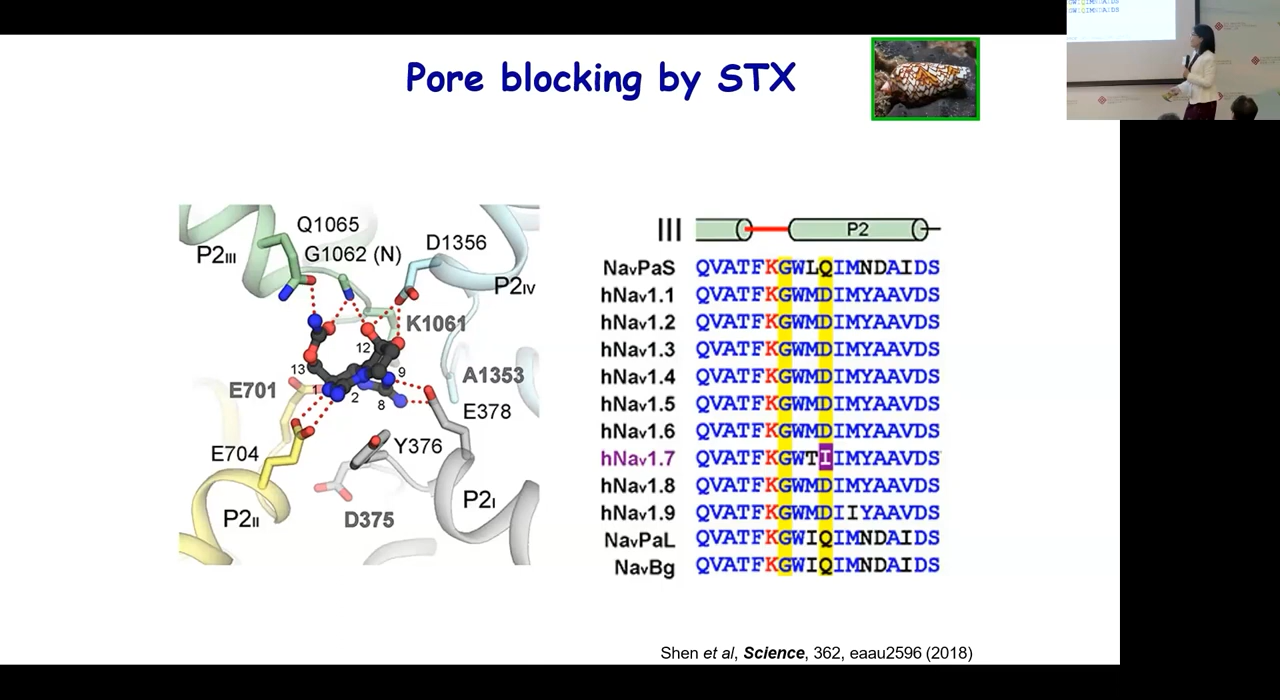 Pore blocking by STX
Q1065
G1062 (N)
P2III
D1356
P2IV
K1061
12
13
9
A1353
E701
1
2
8
E378
E704
Y376
P2II
D375
P2I
III
P2
NavPaS QVATFKGWLQIMNDAIDS
hNav1.1 QVATFKGWMDIMYAAVDS
hNav1.2 QVATFKGWMDIMYAAVDS
hNav1.3 QVATFKGWMDIMYAAVDS
hNav1.4 QVATFKGWMDIMYAAVDS
hNav1.5 QVATFKGWMDIMYAAVDS
hNav1.6 QVATFKGWMDIMYAAVDS
hNav1.7 QVATFKGWTIIMYAAVDS
hNav1.8 QVATFKGWMDIMYAAVDS
hNav1.9 QVATFKGWMDIIYAAVDS
NavPaL QVATFKGWIQIMNDAIDS
NavBg QVATFKGWIQIMNDAIDS
Shen et al, Science, 362, eaau2596 (2018)